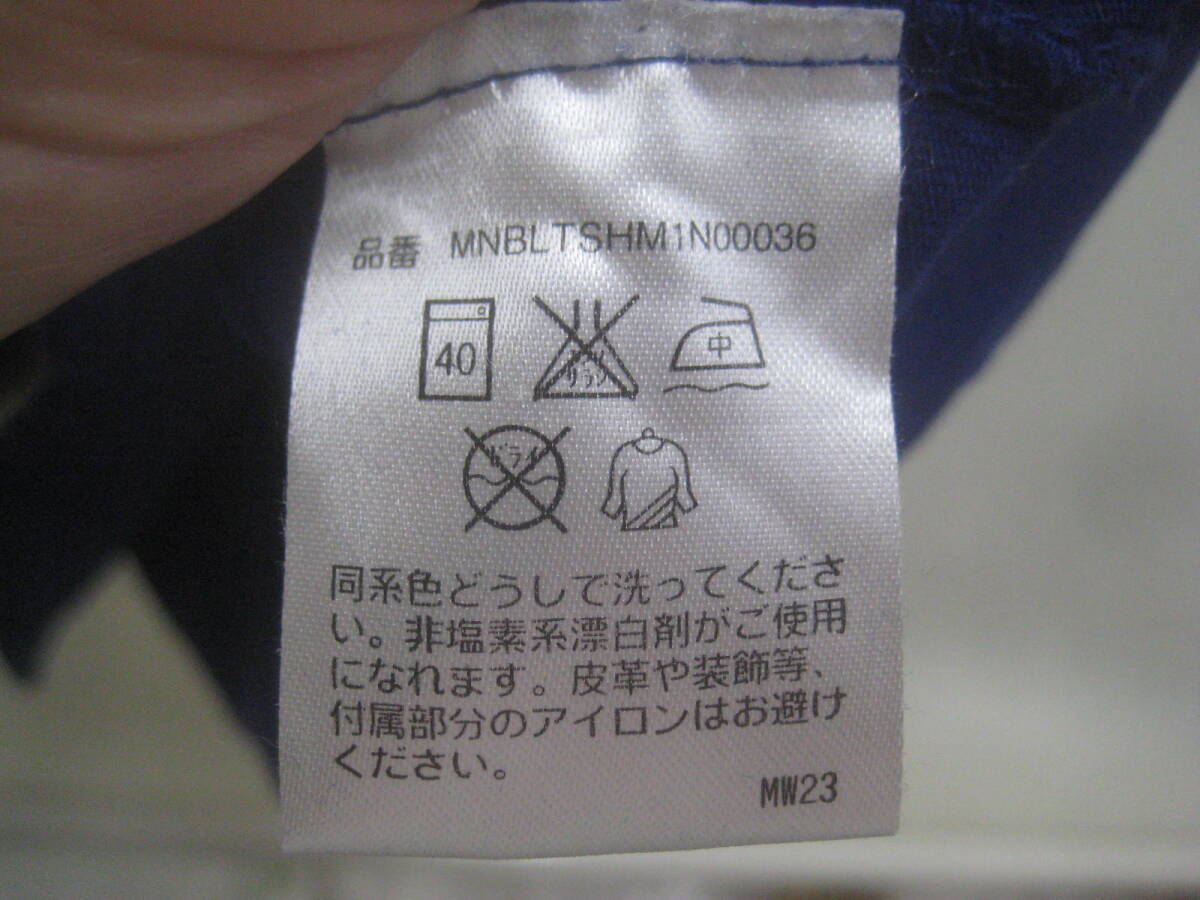 品番 MNBLTSHM1N00036
40
中
ドライ
同系色どうしで洗ってくださ
い。非塩素系漂白剤がご使用
になれます。皮革や装飾等、
付属部分のアイロンはお避け
ください。
MW23